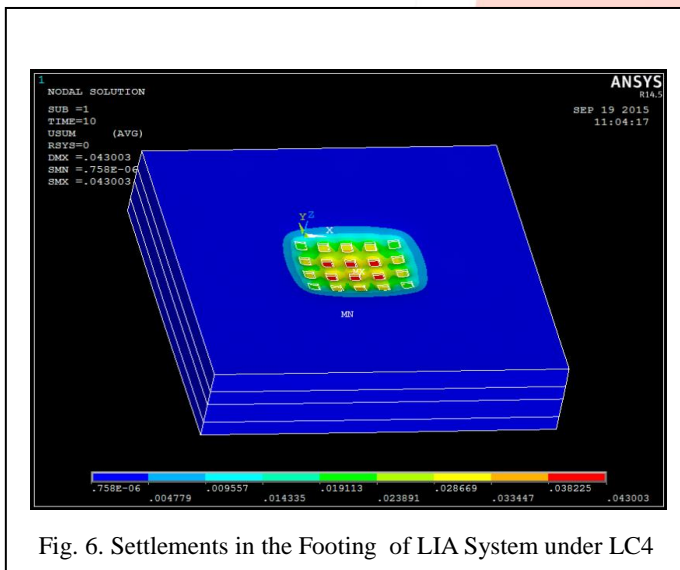 1
NODAL SOLUTION
ANSYS
R14.5
SUB =1
TIME=10
USUM (AVG)
RSYS=0
DMX =.043003
SMN =.758E-06
SMX =.043003
SEP 19 2015
11:04:17
Y Z
X
MX
MN
.758E-06 .009557 .019113 .028669 .038225
.004779 .014335 .023891 .033447 .043003
Fig. 6. Settlements in the Footing of LIA System under LC4